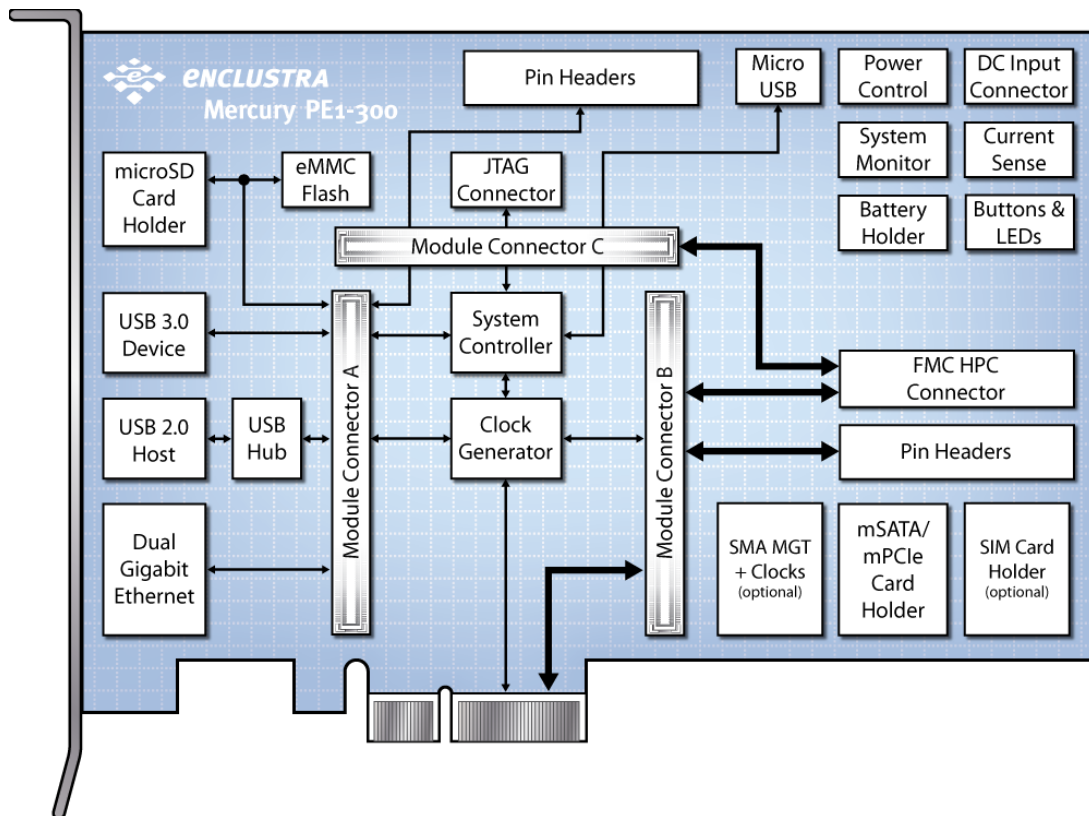 enclustra
Mercury PE1-300
Pin Headers
Micro
USB
Power
Control
DC Input
Connector
microSD
Card
Holder
eMMC
Flash
JTAG
Connector
System
Monitor
Current
Sense
Battery
Holder
Buttons &
LEDs
Module Connector C
USB 3.0
Device
Module Connector A
System
Controller
Module Connector B
FMC HPC
Connector
USB 2.0
Host
USB
Hub
Clock
Generator
Pin Headers
Dual
Gigabit
Ethernet
SMA MGT
+ Clocks
(optional)
mSATA/
mPCIe
Card
Holder
SIM Card
Holder
(optional)